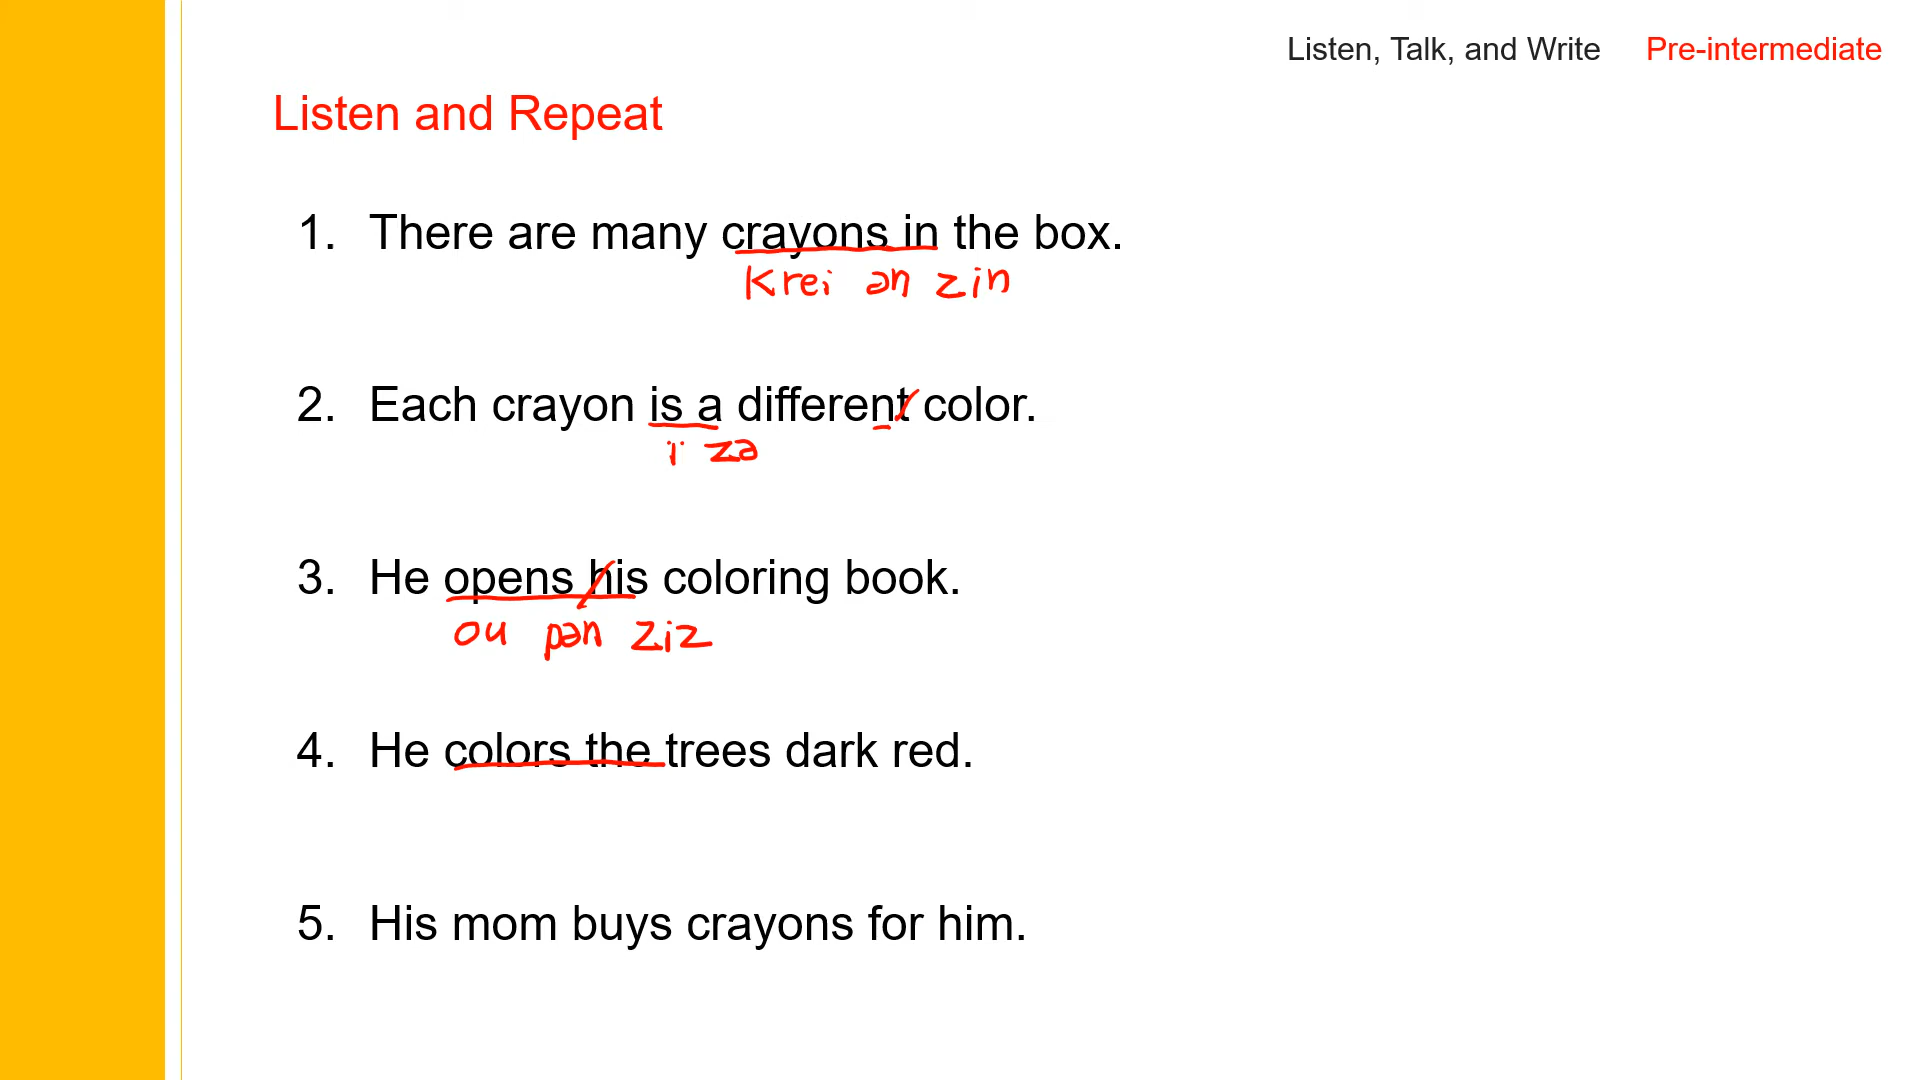 Listen, Talk, and Write Pre-intermediate
Listen and Repeat
1. There are many crayons in the box.
krei ən zin
2. Each crayon is a different color.
i zə
3. He opens his coloring book.
ou pən ziz
4. He colors the trees dark red.
5. His mom buys crayons for him.